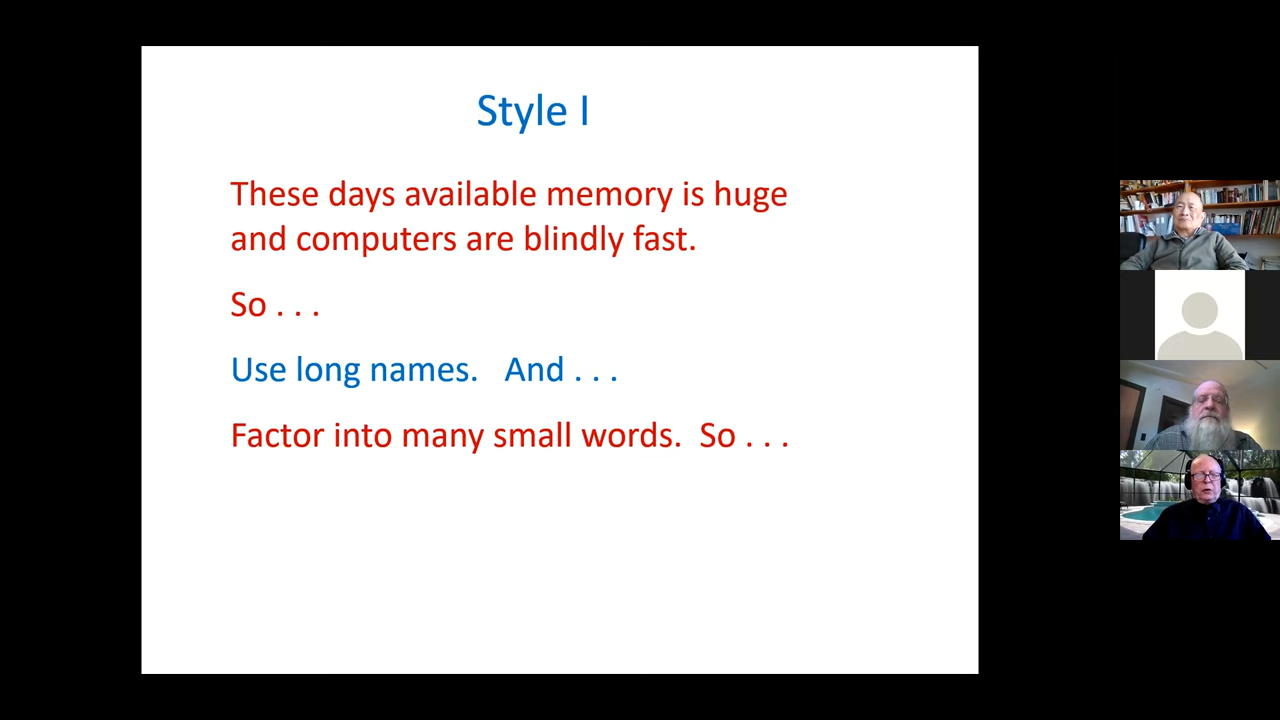 Style I
These days available memory is huge
and computers are blindly fast.
So . . .
Use long names.   And . . .
Factor into many small words.  So . . .